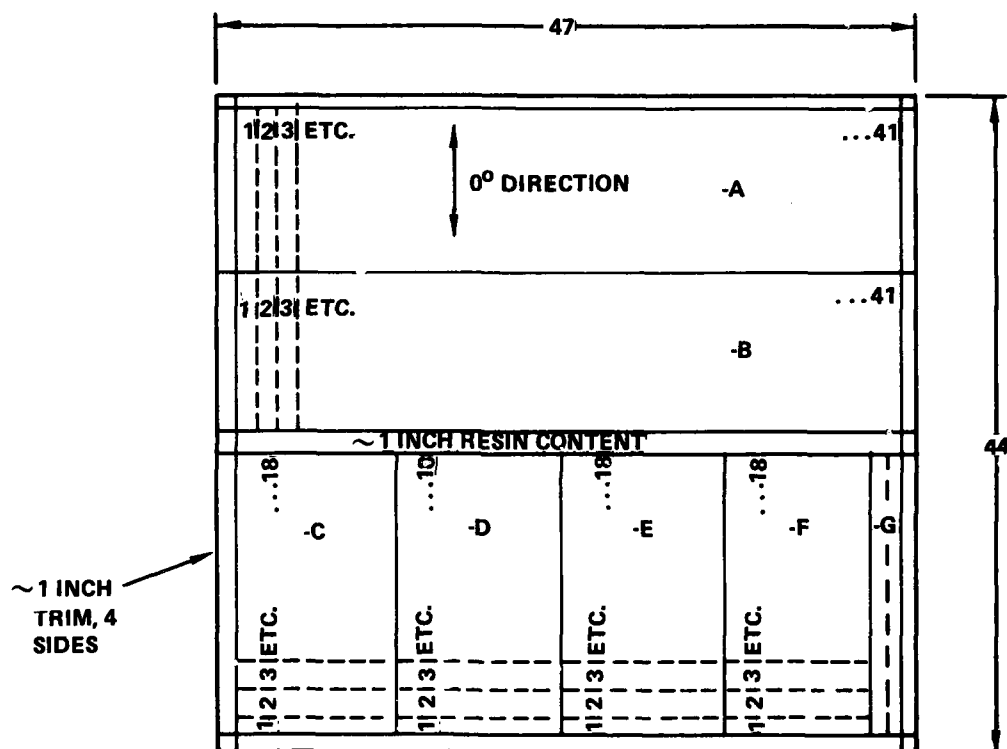 47
1 2 3 ETC. ...41
0° DIRECTION
-A
1 2 3 ETC. ...41
-B
~1 INCH RESIN CONTENT
44
...18 ...10 ...18 ...18
-C -D -E -F -G
~1 INCH
TRIM, 4
SIDES
1 2 3 ETC. 1 2 3 ETC. 1 2 3 ETC. 1 2 3 ETC.